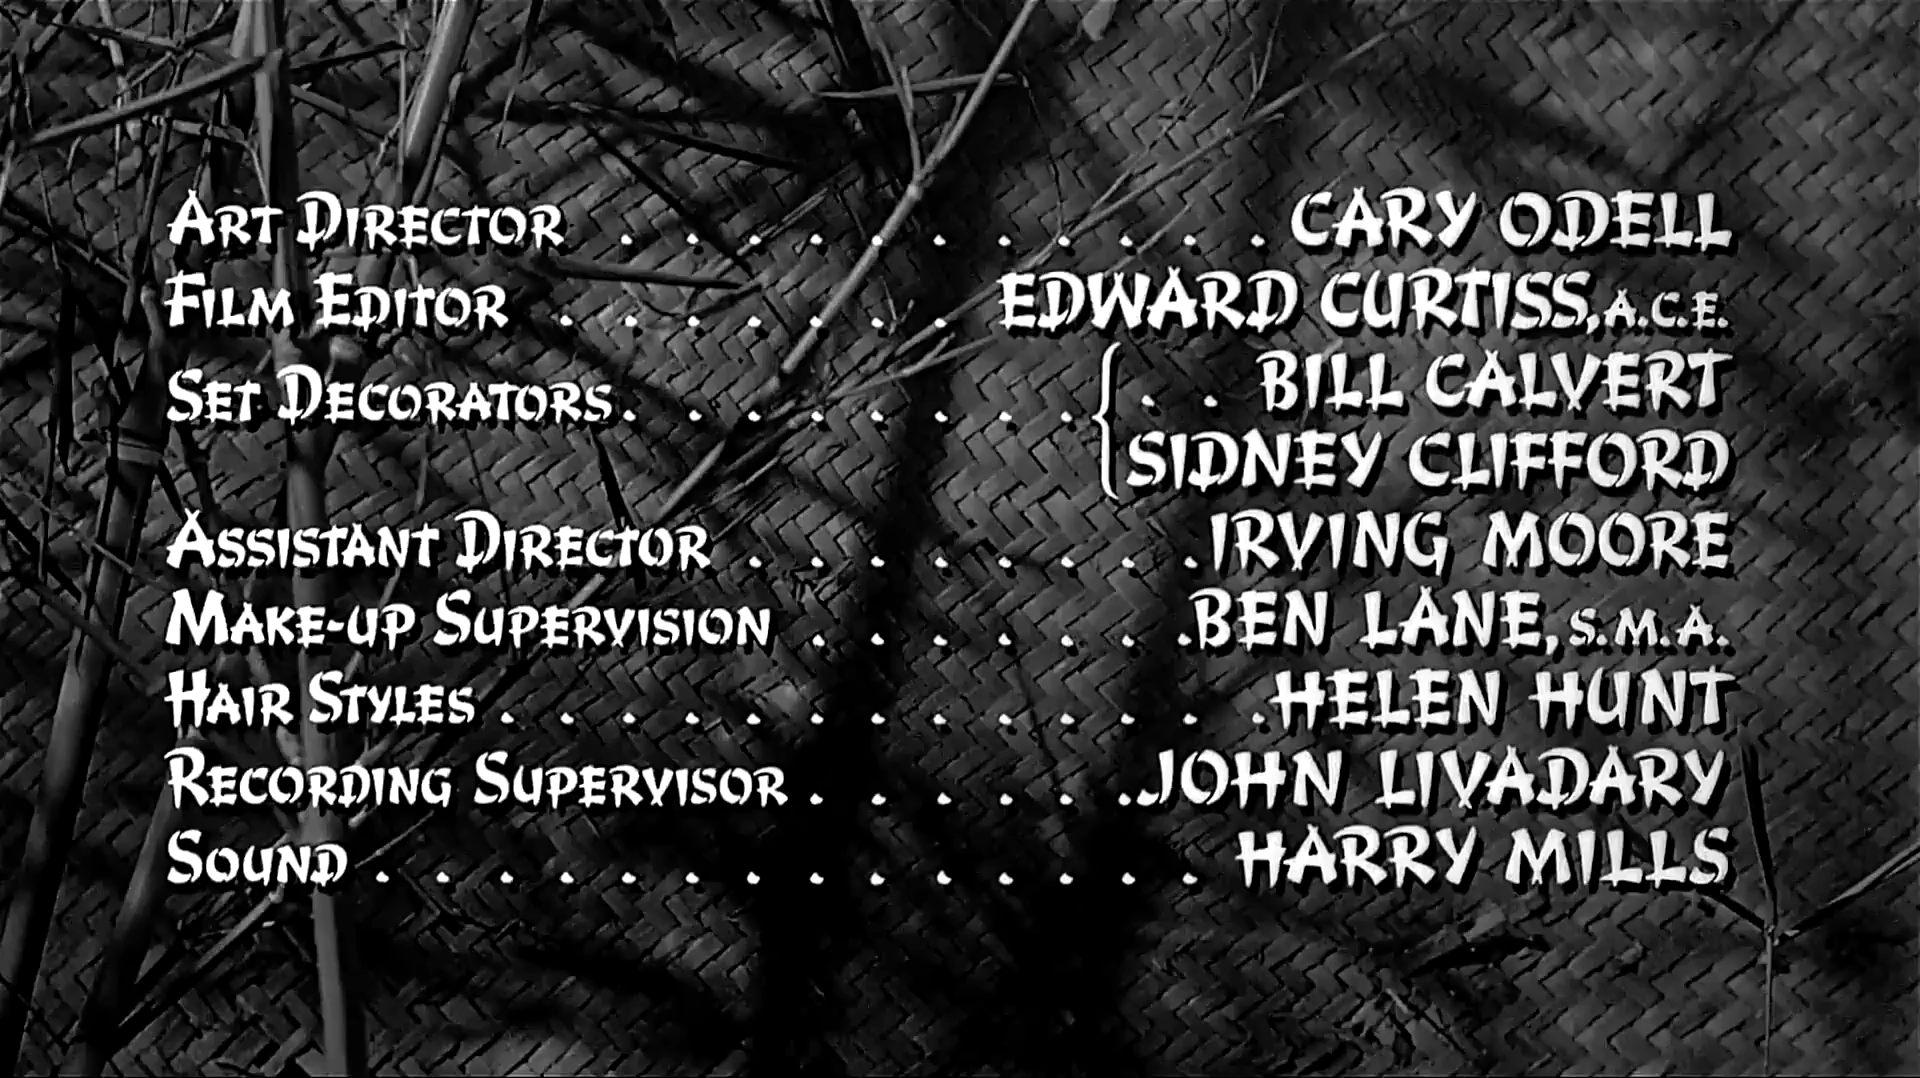 ART DIRECTOR . . . . . . . . . . . CARY ODELL
FILM EDITOR . . . . . . . EDWARD CURTISS, A.C.E.
SET DECORATORS . . . . . . . . { . . BILL CALVERT
SIDNEY CLIFFORD
ASSISTANT DIRECTOR . . . . . . . . IRVING MOORE
MAKE-UP SUPERVISION . . . . . . . BEN LANE, S.M.A.
HAIR STYLES . . . . . . . . . . . . . HELEN HUNT
RECORDING SUPERVISOR . . . . . . JOHN LIVADARY
SOUND . . . . . . . . . . . . . . HARRY MILLS